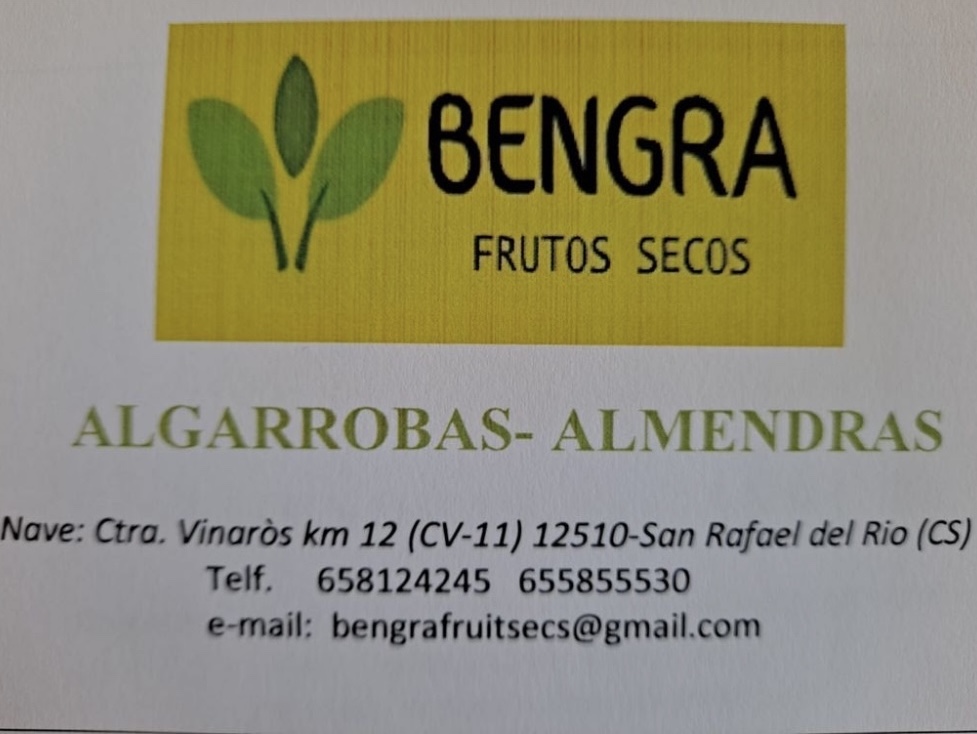 BENGRA
FRUTOS SECOS
ALGARROBAS- ALMENDRAS
Nave: Ctra. Vinaròs km 12 (CV-11) 12510-San Rafael del Rio (CS)
Telf. 658124245 655855530
e-mail: bengrafruitsecs@gmail.com